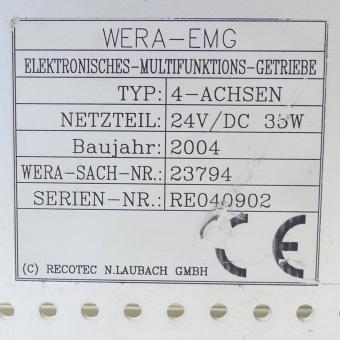 WERA-EMG
ELEKTRONISCHES-MULTIFUNKTIONS-GETRIEBE
TYP: 4-ACHSEN
NETZTEIL: 24V/DC 35W
Baujahr: 2004
WERA-SACH-NR.: 23794
SERIEN-NR.: RE040902
(C) RECOTEC N.LAUBACH GMBH
CE